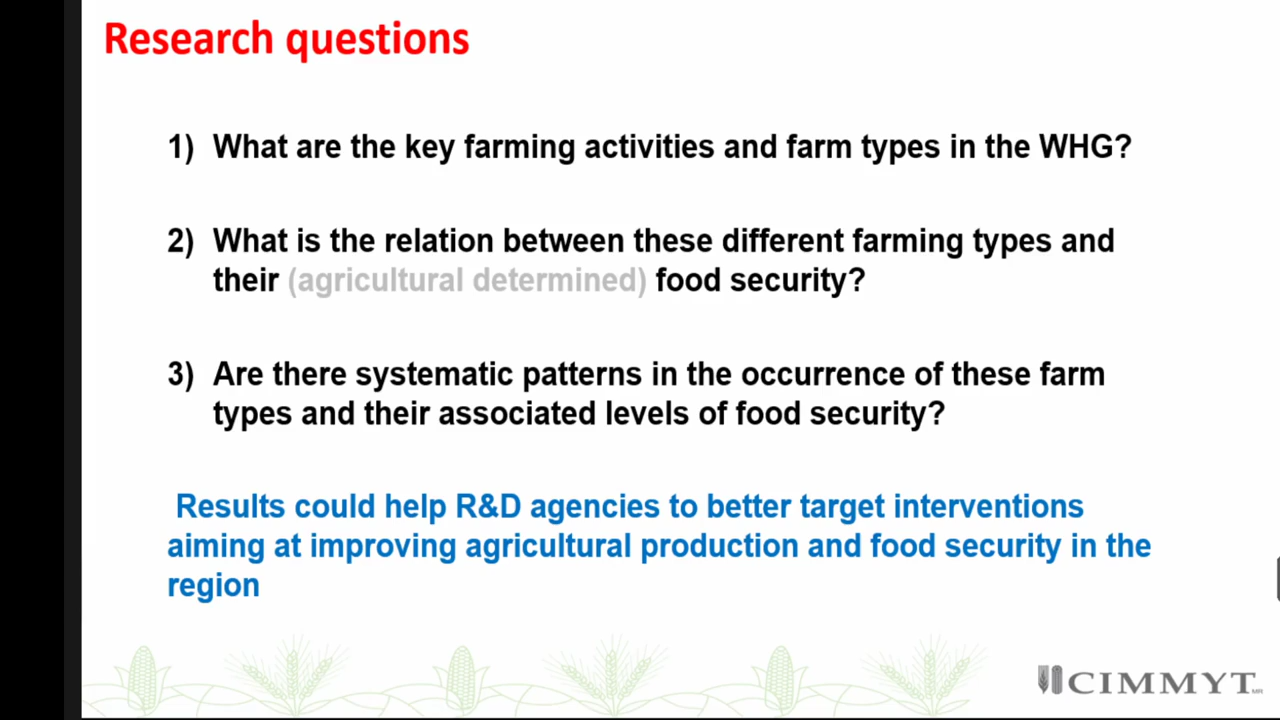 Research questions
1) What are the key farming activities and farm types in the WHG?
2) What is the relation between these different farming types and
their (agricultural determined) food security?
3) Are there systematic patterns in the occurrence of these farm
types and their associated levels of food security?
Results could help R&D agencies to better target interventions
aiming at improving agricultural production and food security in the
region
CIMMYT MR